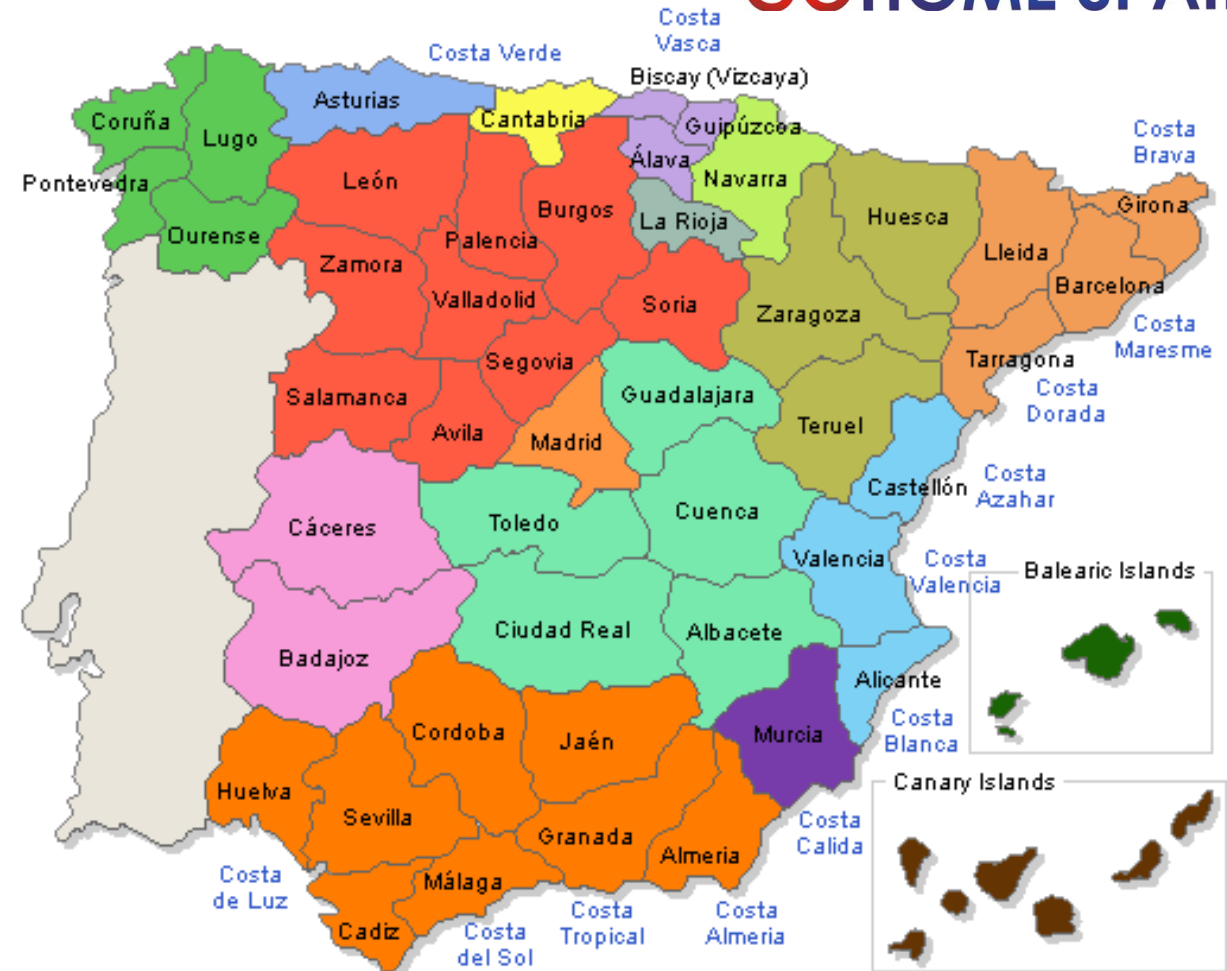 GOHOME SPAIN
Costa
Vasca
Costa Verde
Biscay (Vizcaya)
Asturias
Cantabria
Coruña
Lugo
Guipúzcoa
Costa
Brava
Álava
Pontevedra
León
Navarra
Burgos
Girona
La Rioja
Huesca
Ourense
Palencia
Lleida
Zamora
Barcelona
Valladolid
Soria
Zaragoza
Costa
Maresme
Segovia
Tarragona
Salamanca
Guadalajara
Costa
Dorada
Teruel
Avila
Madrid
Castellón
Costa
Azahar
Cuenca
Toledo
Cáceres
Valencia
Costa
Valencia
Balearic Islands
Ciudad Real
Albacete
Badajoz
Alicante
Costa
Blanca
Cordoba
Jaén
Murcia
Canary Islands
Huelva
Sevilla
Granada
Costa
Calida
Almeria
Málaga
Costa
de Luz
Cadiz
Costa
del Sol
Costa
Tropical
Costa
Almeria